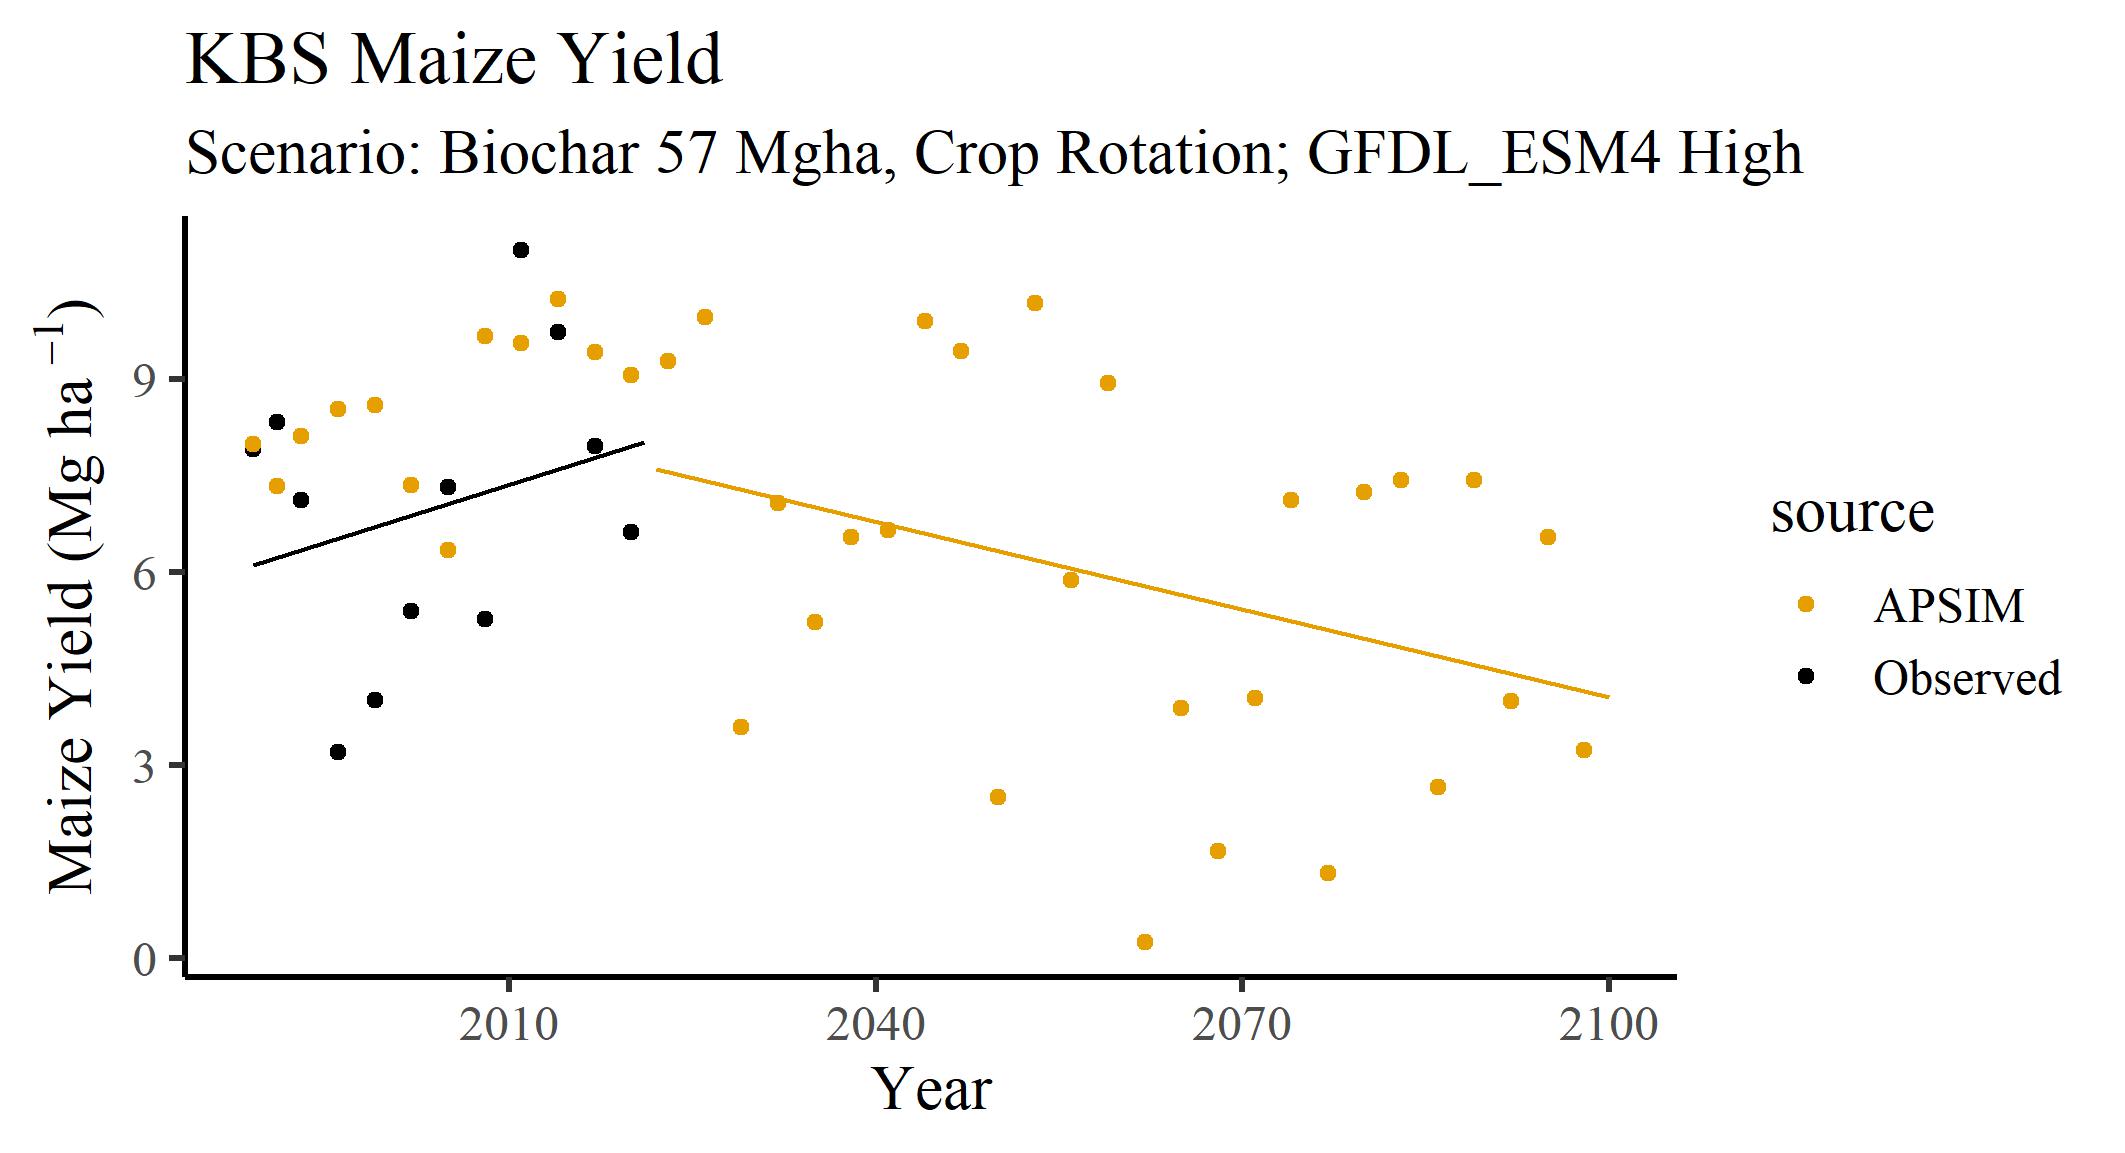 KBS Maize Yield
Scenario: Biochar 57 Mgha, Crop Rotation; GFDL_ESM4 High
Maize Yield (Mg ha −1)
9
6
3
0
2010 2040 2070 2100
Year
source
APSIM
Observed